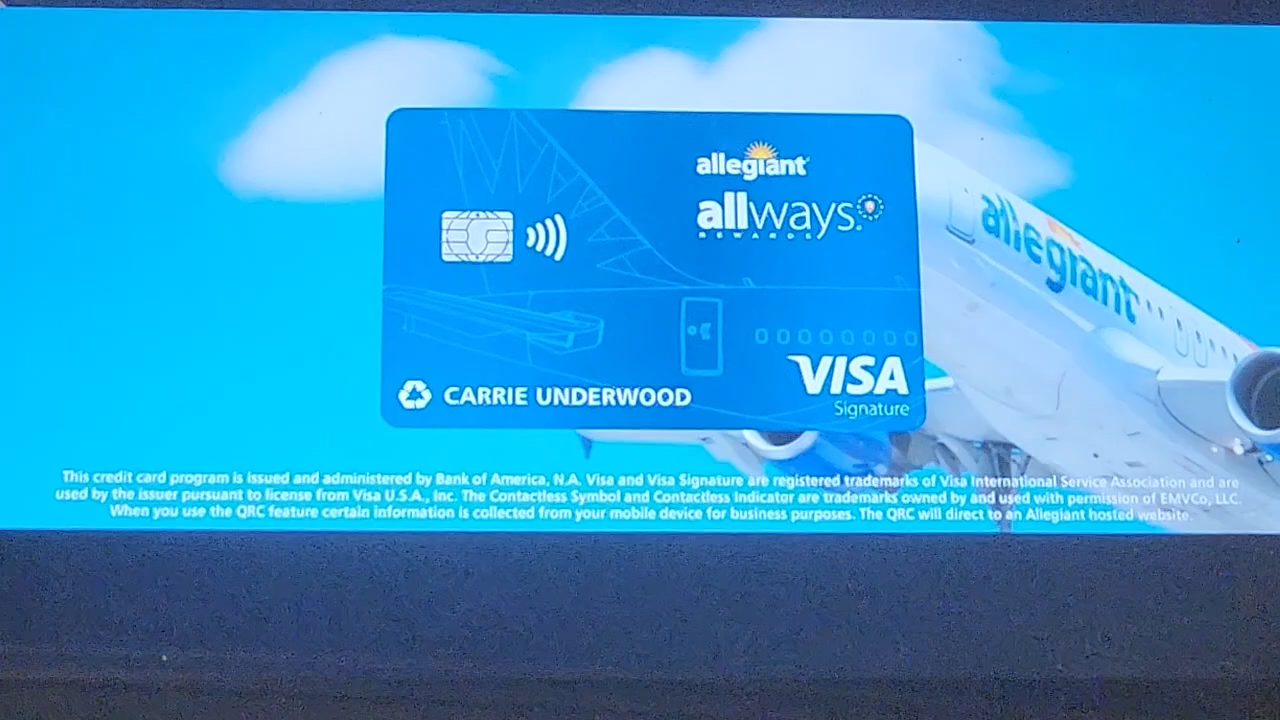 allegiant
allways
REWARDS
allegiant
CARRIE UNDERWOOD
VISA
Signature
This credit card program is issued and administered by Bank of America, N.A. Visa and Visa Signature are registered trademarks of Visa International Service Association and are
used by the issuer pursuant to license from Visa U.S.A., Inc. The Contactless Symbol and Contactless Indicator are trademarks owned by and used with permission of EMVCo, LLC.
When you use the QRC feature certain information is collected from your mobile device for business purposes. The QRC will direct to an Allegiant hosted website.